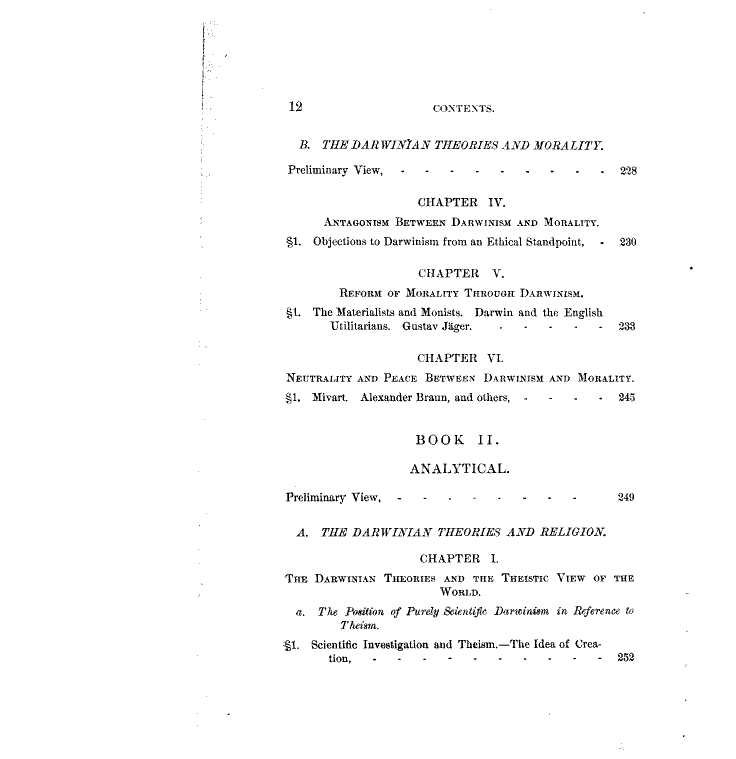 12 CONTENTS.
B. THE DARWINIAN THEORIES AND MORALITY.
Preliminary View, - - - - - - - - - 228
CHAPTER IV.
ANTAGONISM BETWEEN DARWINISM AND MORALITY.
§1. Objections to Darwinism from an Ethical Standpoint, - 230
CHAPTER V.
REFORM OF MORALITY THROUGH DARWINISM.
§1. The Materialists and Monists. Darwin and the English
Utilitarians. Gustav Jäger. - - - - - 233
CHAPTER VI.
NEUTRALITY AND PEACE BETWEEN DARWINISM AND MORALITY.
§1. Mivart. Alexander Braun, and others, - - - - 245
BOOK II.
ANALYTICAL.
Preliminary View, - - - - - - - - 249
A. THE DARWINIAN THEORIES AND RELIGION.
CHAPTER I.
THE DARWINIAN THEORIES AND THE THEISTIC VIEW OF THE
WORLD.
a. The Position of Purely Scientific Darwinism in Reference to
Theism.
§1. Scientific Investigation and Theism.—The Idea of Crea-
tion, - - - - - - - - - - 252